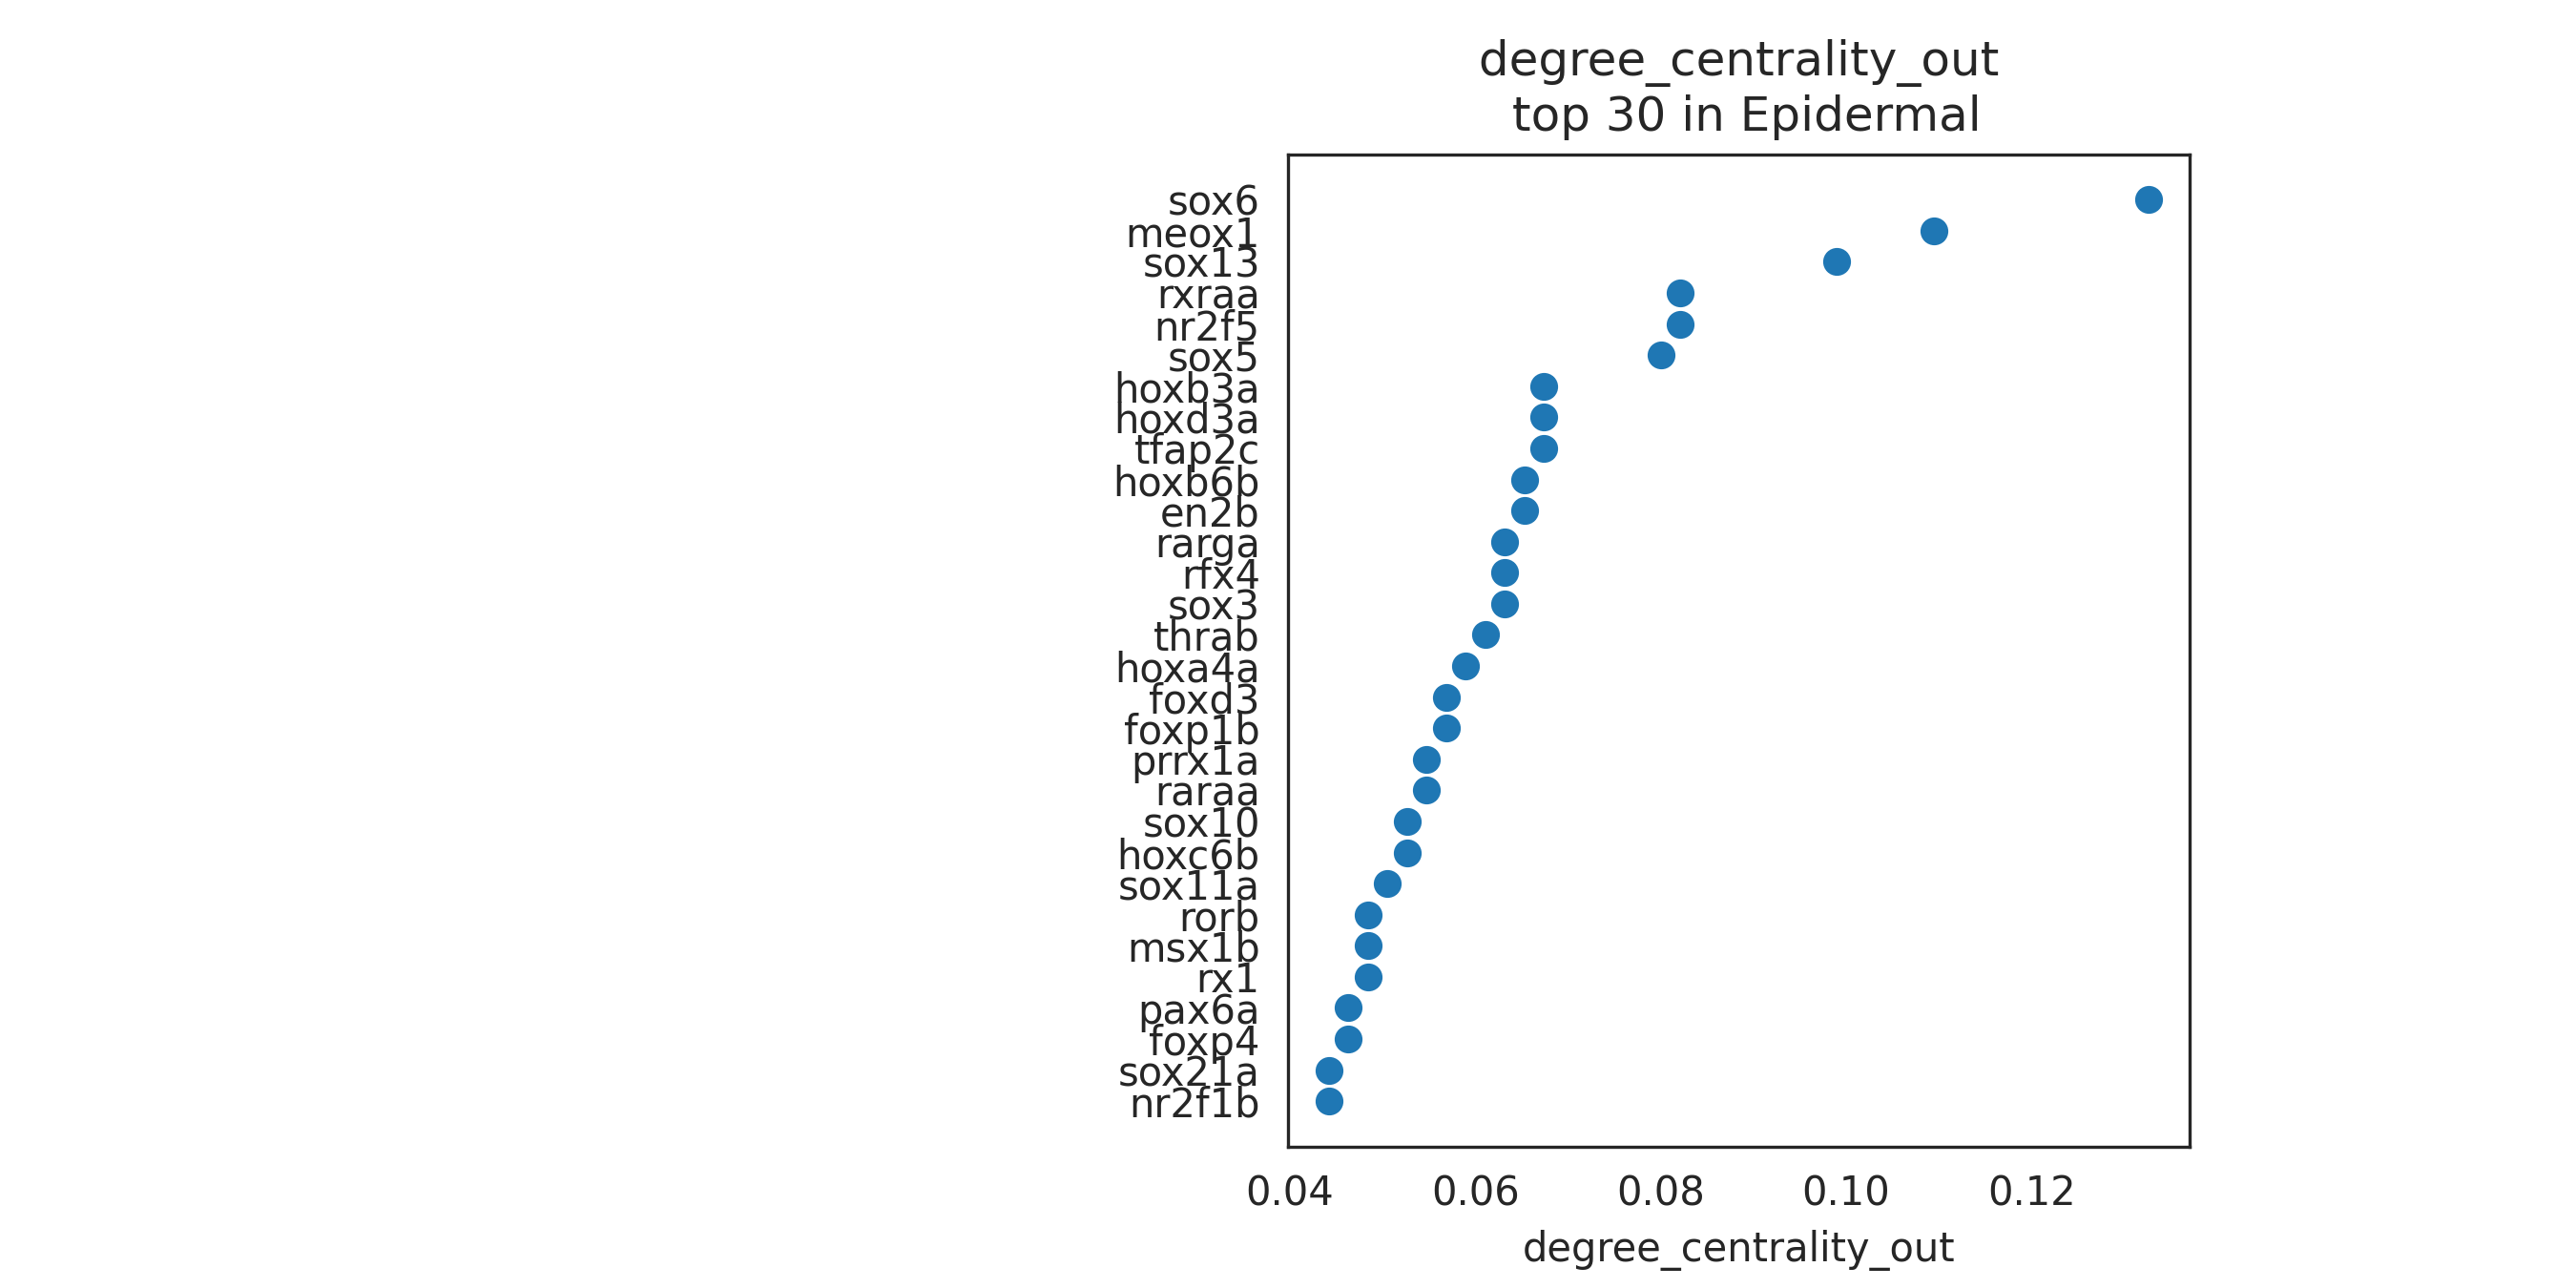 degree_centrality_out
top 30 in Epidermal
sox6
meox1
sox13
rxraa
nr2f5
sox5
hoxb3a
hoxd3a
tfap2c
hoxb6b
en2b
rarga
rfx4
sox3
thrab
hoxa4a
foxd3
foxp1b
prrx1a
raraa
sox10
hoxc6b
sox11a
rorb
msx1b
rx1
pax6a
foxp4
sox21a
nr2f1b
0.04 0.06 0.08 0.10 0.12
degree_centrality_out